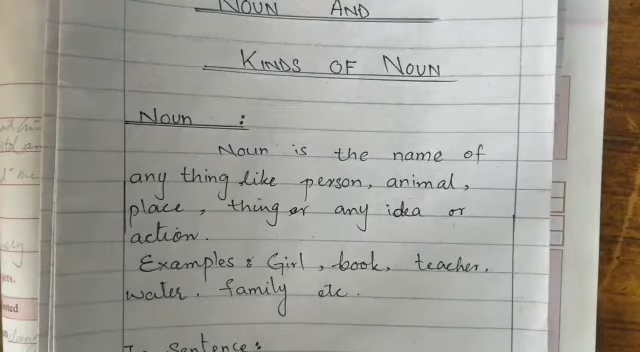 NOUN AND
KINDS OF NOUN
Noun :
Noun is the name of
any thing like person, animal,
place, thing or any idea or
action.
Examples : Girl, book, teacher.
water. family etc.
Sentence :